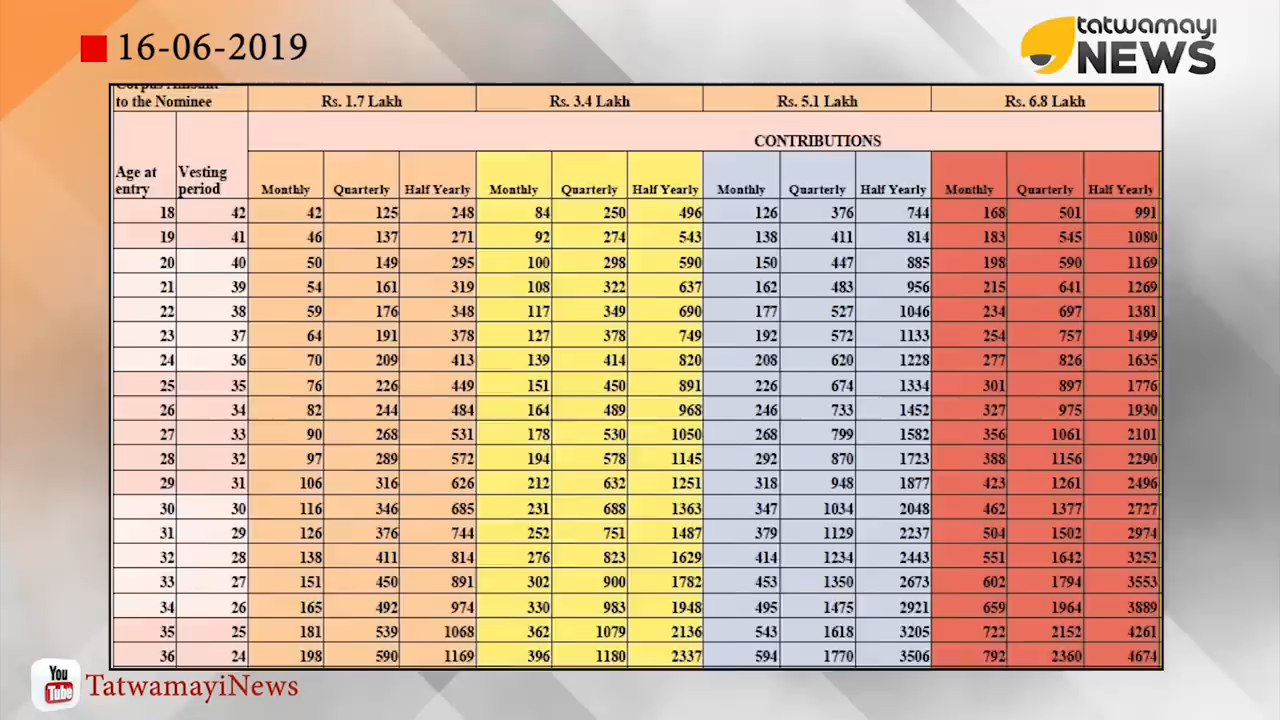 16-06-2019
tatwamayi
NEWS
Corpus Amount
to the Nominee Rs. 1.7 Lakh Rs. 3.4 Lakh Rs. 5.1 Lakh Rs. 6.8 Lakh
CONTRIBUTIONS
Age at entry Vesting period Monthly Quarterly Half Yearly Monthly Quarterly Half Yearly Monthly Quarterly Half Yearly Monthly Quarterly Half Yearly
18 42 42 125 248 84 250 496 126 376 744 168 501 991
19 41 46 137 271 92 274 543 138 411 814 183 545 1080
20 40 50 149 295 100 298 590 150 447 885 198 590 1169
21 39 54 161 319 108 322 637 162 483 956 215 641 1269
22 38 59 176 348 117 349 690 177 527 1046 234 697 1381
23 37 64 191 378 127 378 749 192 572 1133 254 757 1499
24 36 70 209 413 139 414 820 208 620 1228 277 826 1635
25 35 76 226 449 151 450 891 226 674 1334 301 897 1776
26 34 82 244 484 164 489 968 246 733 1452 327 975 1930
27 33 90 268 531 178 530 1050 268 799 1582 356 1061 2101
28 32 97 289 572 194 578 1145 292 870 1723 388 1156 2290
29 31 106 316 626 212 632 1251 318 948 1877 423 1261 2496
30 30 116 346 685 231 688 1363 347 1034 2048 462 1377 2727
31 29 126 376 744 252 751 1487 379 1129 2237 504 1502 2974
32 28 138 411 814 276 823 1629 414 1234 2443 551 1642 3252
33 27 151 450 891 302 900 1782 453 1350 2673 602 1794 3553
34 26 165 492 974 330 983 1948 495 1475 2921 659 1964 3889
35 25 181 539 1068 362 1079 2136 543 1618 3205 722 2152 4261
36 24 198 590 1169 396 1180 2337 594 1770 3506 792 2360 4674
You
Tube TatwamayiNews